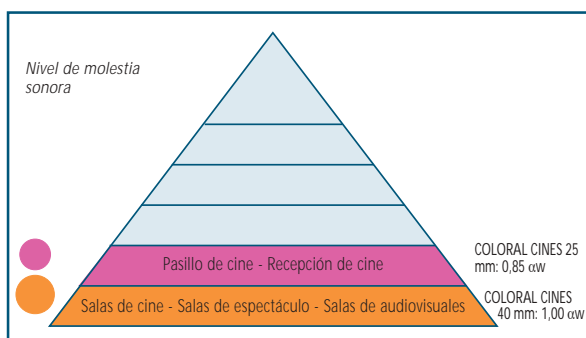 Nivel de molestia
sonora
Pasillo de cine - Recepción de cine
COLORAL CINES 25
mm: 0,85 αw
Salas de cine - Salas de espectáculo - Salas de audiovisuales
COLORAL CINES
40 mm: 1,00 αw